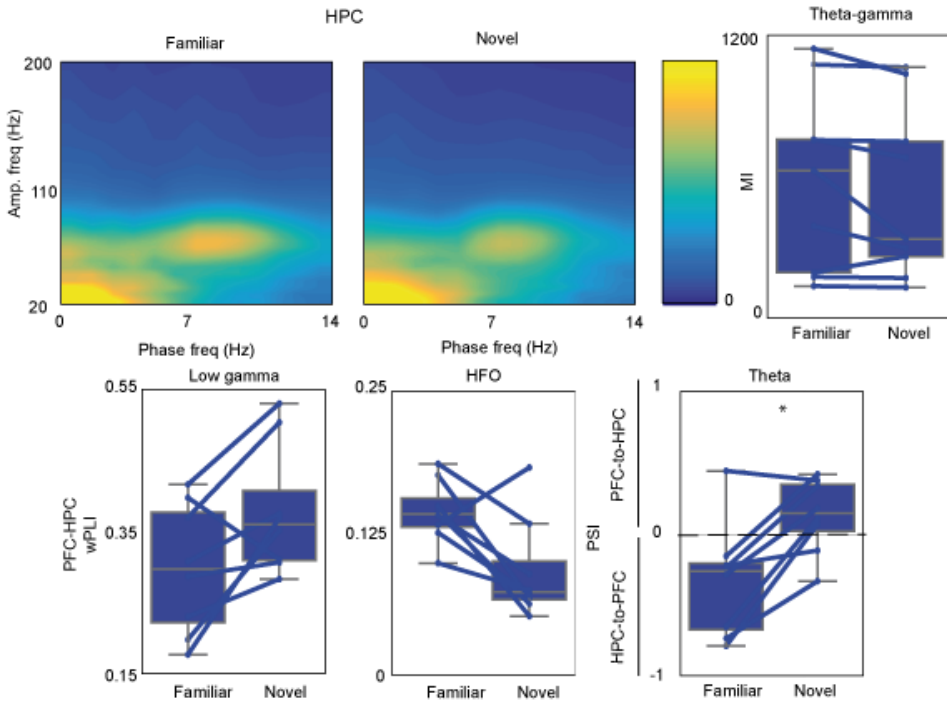 HPC
Theta-gamma
Familiar
Novel
200
110
20
Amp. freq (Hz)
0
7
14
Phase freq (Hz)
0
7
14
Phase freq (Hz)
0
1200
MI
0
Familiar
Novel
Low gamma
0.55
0.35
0.15
PFC-HPC
wPLI
Familiar
Novel
HFO
0.25
0.125
0
Familiar
Novel
Theta
PSI
PFC-to-HPC
HPC-to-PFC
1
0
-1
*
Familiar
Novel